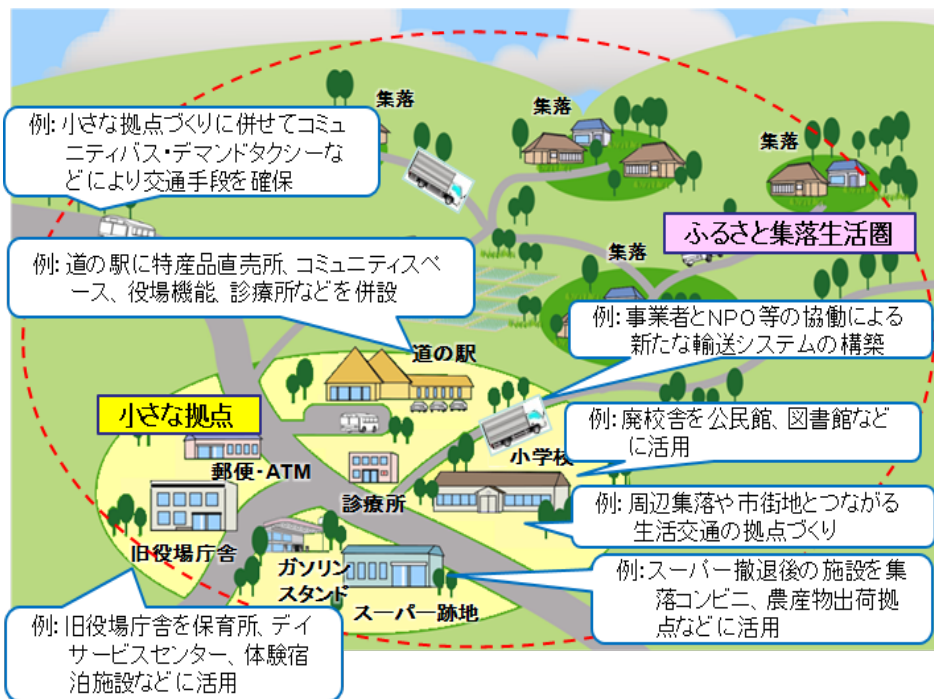 集落
集落
集落
例：小さな拠点づくりに併せてコミュ
ニティバス・デマンドタクシーな
どにより交通手段を確保
ふるさと集落生活圏
集落
例：道の駅に特産品直売所、コミュニティスペ
ース、役場機能、診療所などを併設
例：事業者とNPO等の協働による
新たな輸送システムの構築
道の駅
小さな拠点
例：廃校舎を公民館、図書館など
に活用
小学校
郵便・ATM
診療所
例：周辺集落や市街地とつながる
生活交通の拠点づくり
旧役場庁舎
ガソリン
スタンド
スーパー跡地
例：スーパー撤退後の施設を集
落コンビニ、農産物出荷拠
点などに活用
例：旧役場庁舎を保育所、デイ
サービスセンター、体験宿
泊施設などに活用